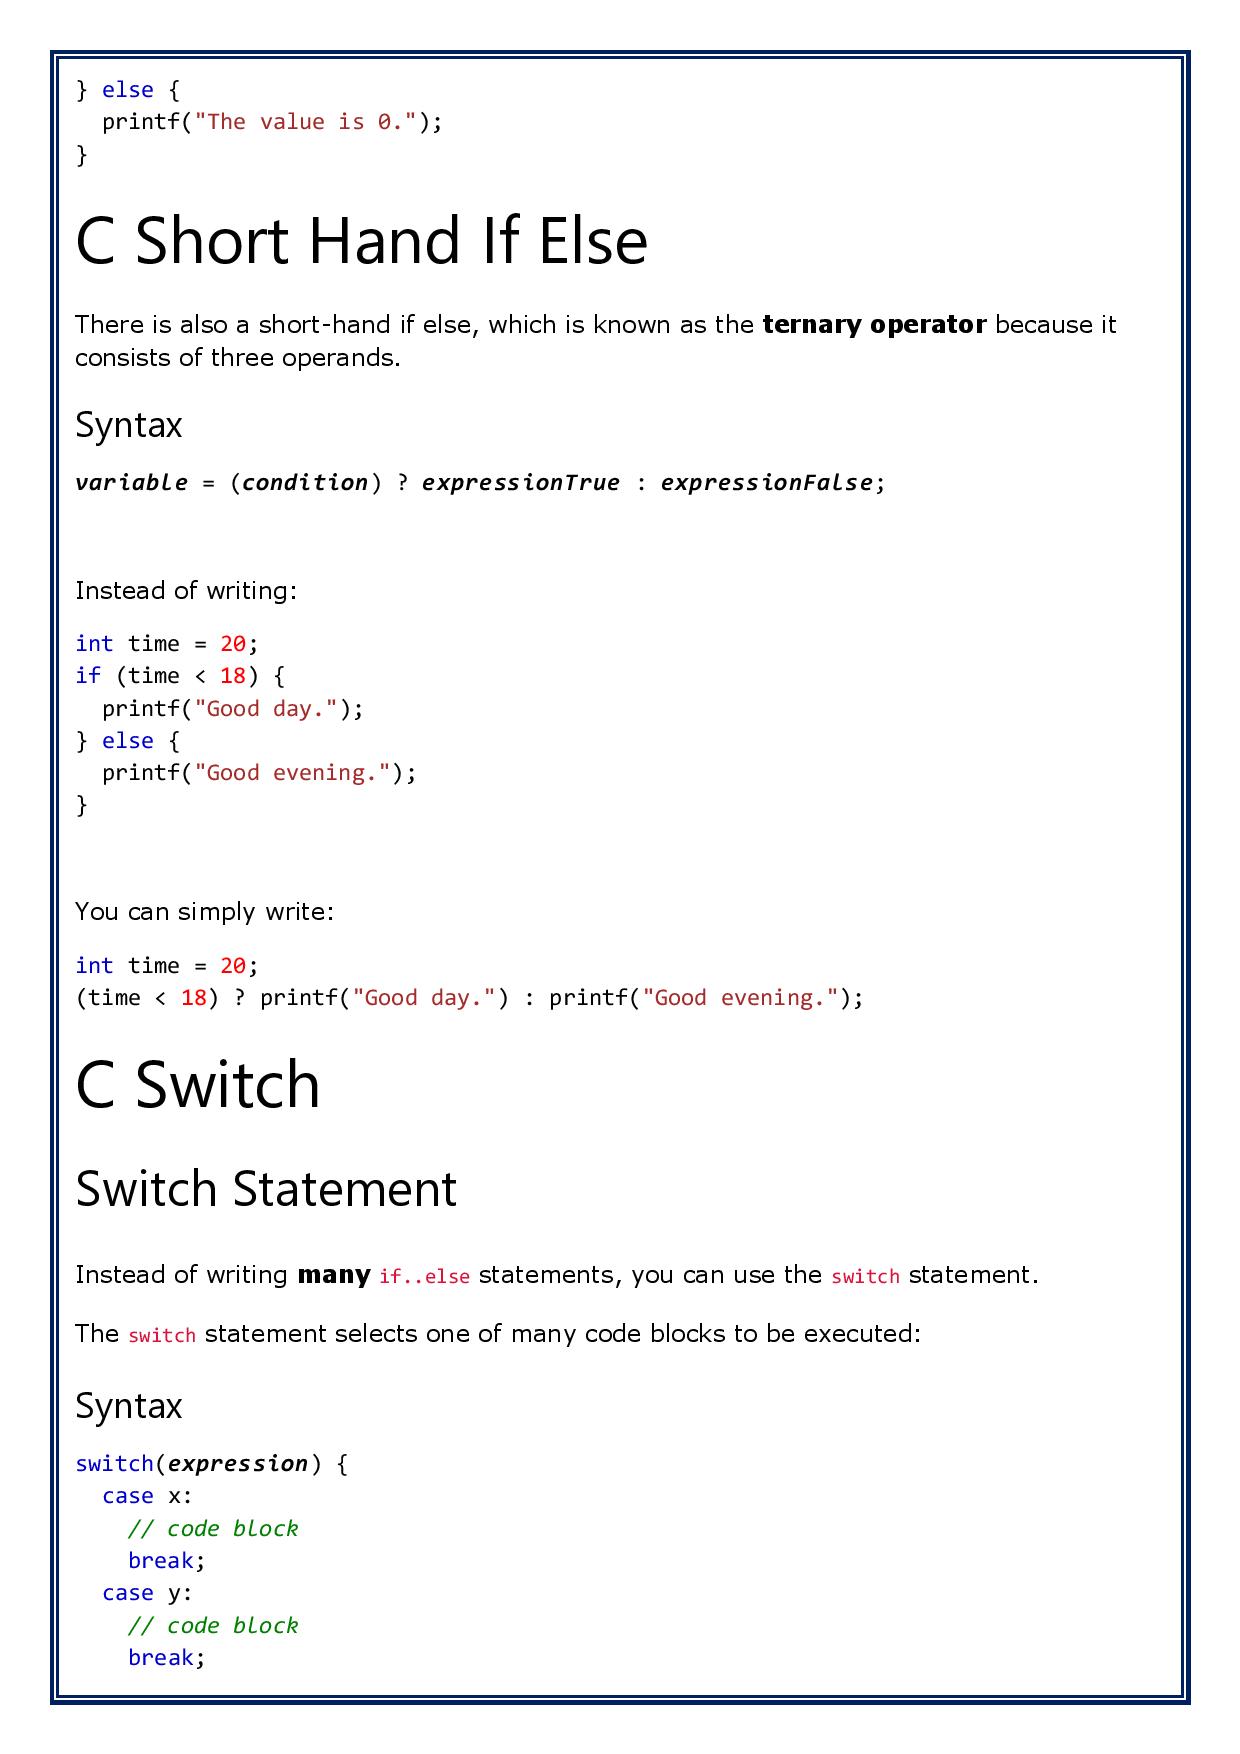 } else {
  printf("The value is 0.");
}
C Short Hand If Else
There is also a short-hand if else, which is known as the ternary operator because it
consists of three operands.
Syntax
variable = (condition) ? expressionTrue : expressionFalse;
Instead of writing:
int time = 20;
if (time < 18) {
  printf("Good day.");
} else {
  printf("Good evening.");
}
You can simply write:
int time = 20;
(time < 18) ? printf("Good day.") : printf("Good evening.");
C Switch
Switch Statement
Instead of writing many if..else statements, you can use the switch statement.
The switch statement selects one of many code blocks to be executed:
Syntax
switch(expression) {
  case x:
    // code block
    break;
  case y:
    // code block
    break;